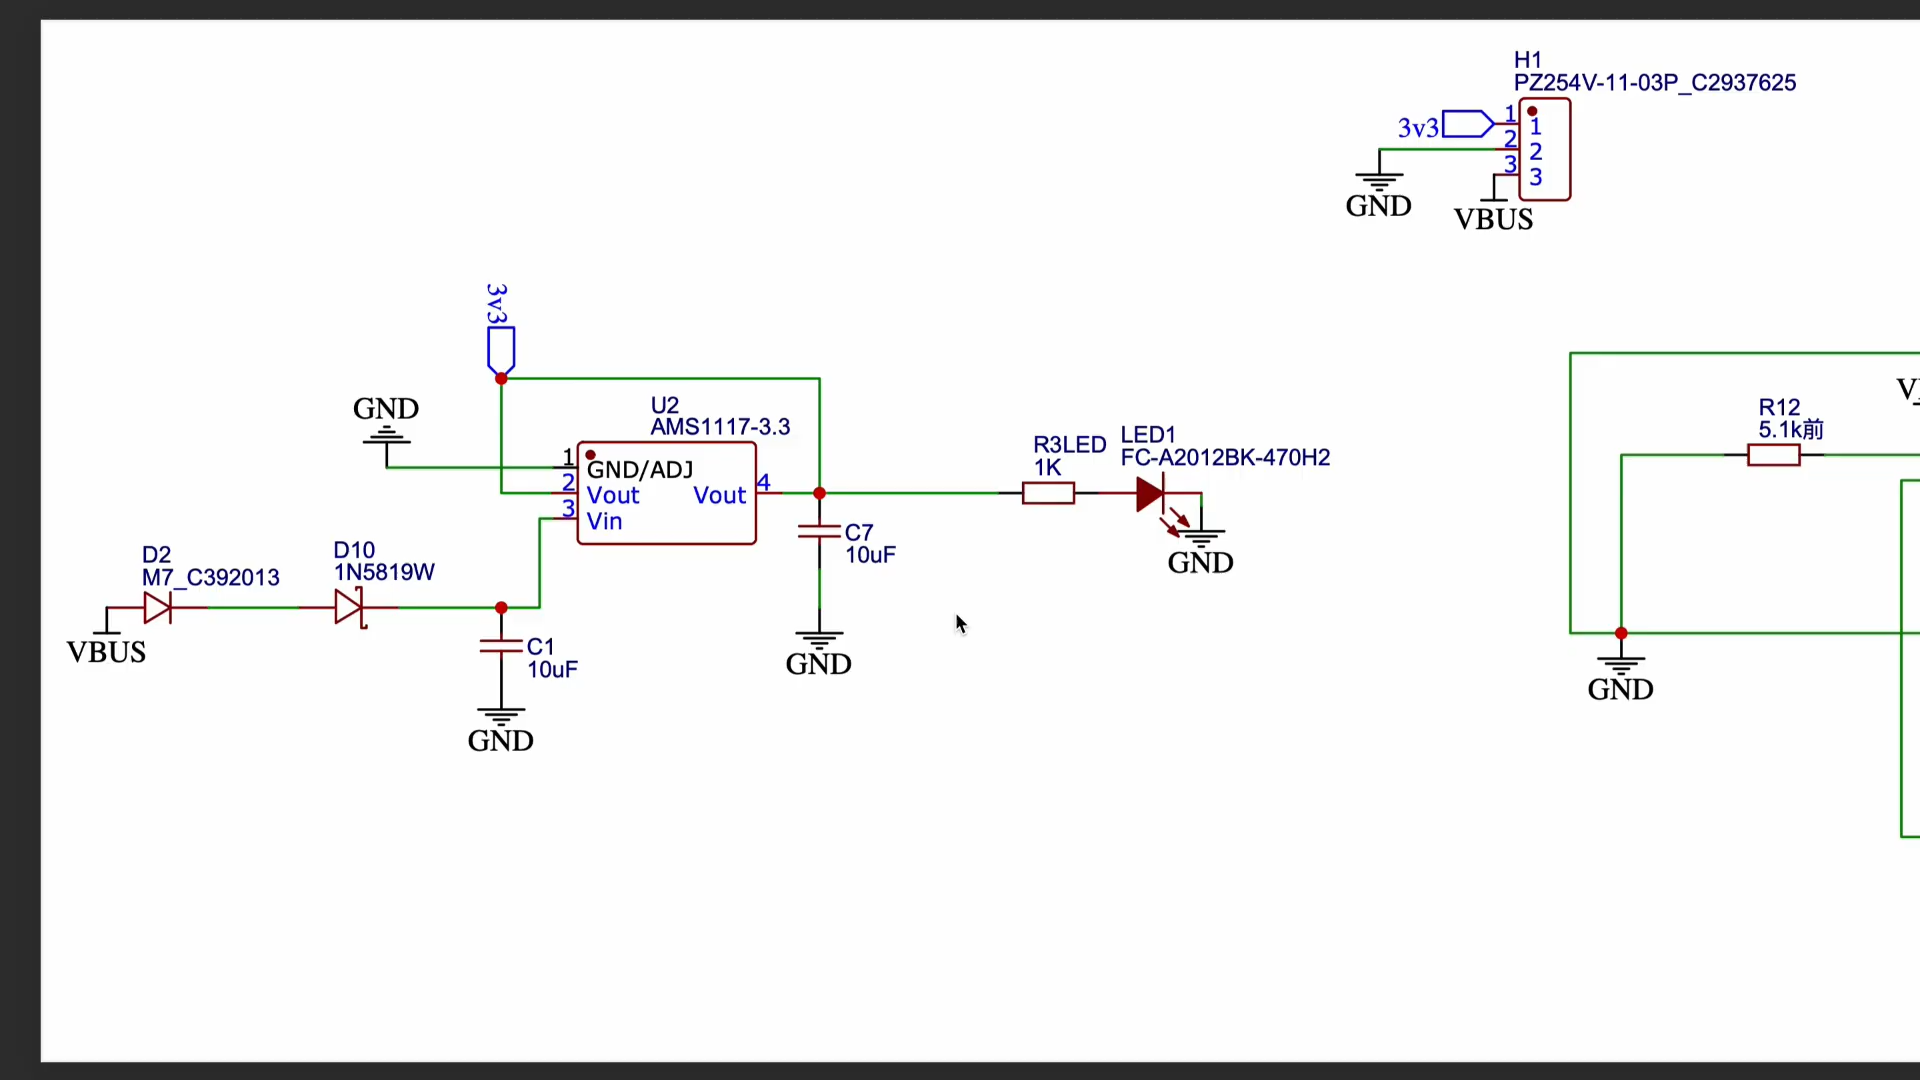 H1
PZ254V-11-03P_C2937625
3v3
1
2
3
1
2
3
GND
VBUS
3v3
GND
U2
AMS1117-3.3
1
2
3
GND/ADJ
Vout
Vin
Vout
4
R3LED
1K
LED1
FC-A2012BK-470H2
GND
C7
10uF
GND
D2
M7_C392013
VBUS
D10
1N5819W
C1
10uF
GND
R12
5.1k前
GND